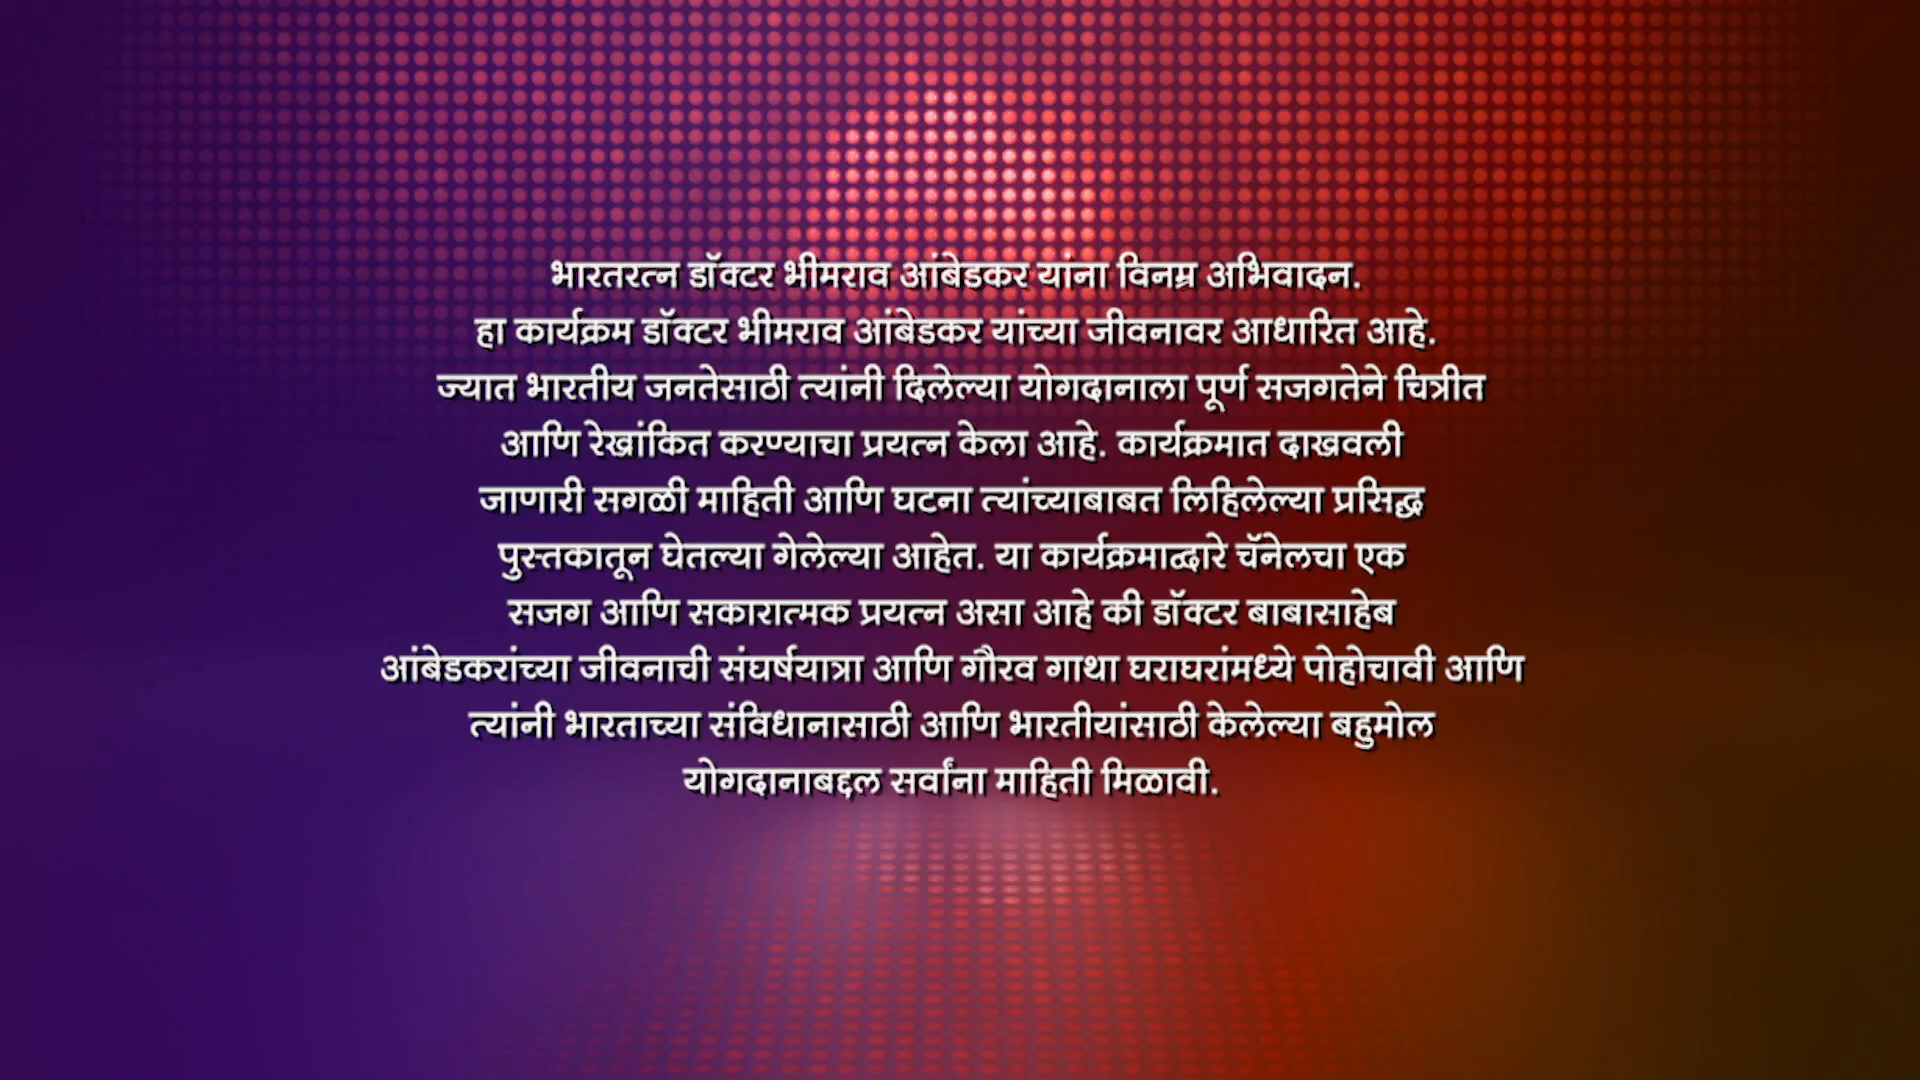 भारतरत्न डॉक्टर भीमराव आंबेडकर यांना विनम्र अभिवादन.
हा कार्यक्रम डॉक्टर भीमराव आंबेडकर यांच्या जीवनावर आधारित आहे.
ज्यात भारतीय जनतेसाठी त्यांनी दिलेल्या योगदानाला पूर्ण सजगतेने चित्रीत
आणि रेखांकित करण्याचा प्रयत्न केला आहे. कार्यक्रमात दाखवली
जाणारी सगळी माहिती आणि घटना त्यांच्याबाबत लिहिलेल्या प्रसिद्ध
पुस्तकातून घेतल्या गेलेल्या आहेत. या कार्यक्रमाद्वारे चॅनेलचा एक
सजग आणि सकारात्मक प्रयत्न असा आहे की डॉक्टर बाबासाहेब
आंबेडकरांच्या जीवनाची संघर्षयात्रा आणि गौरव गाथा घराघरांमध्ये पोहोचावी आणि
त्यांनी भारताच्या संविधानासाठी आणि भारतीयांसाठी केलेल्या बहुमोल
योगदानाबद्दल सर्वांना माहिती मिळावी.